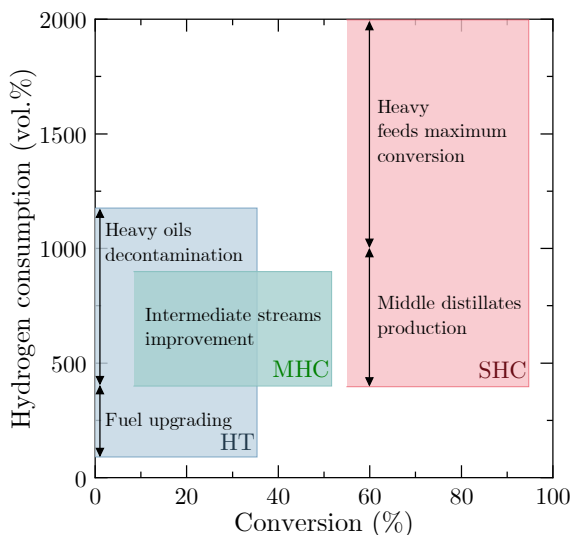 2000
1500
1000
500
0
Hydrogen consumption (vol.%)
Heavy
feeds maximum
conversion
Heavy oils
decontamination
Intermediate streams
improvement
Middle distillates
production
MHC
SHC
Fuel upgrading
HT
0
20
40
60
80
100
Conversion (%)